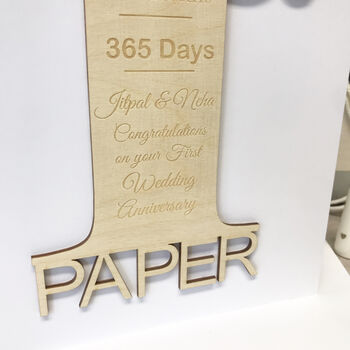 365 Days
Jitpal & Neha
Congratulations
on your First
Wedding
Anniversary
PAPER